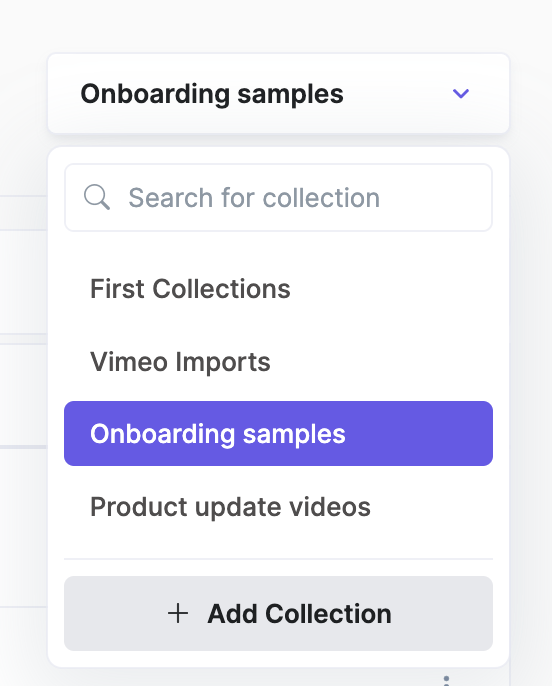 Onboarding samples
Search for collection
First Collections
Vimeo Imports
Onboarding samples
Product update videos
Add Collection